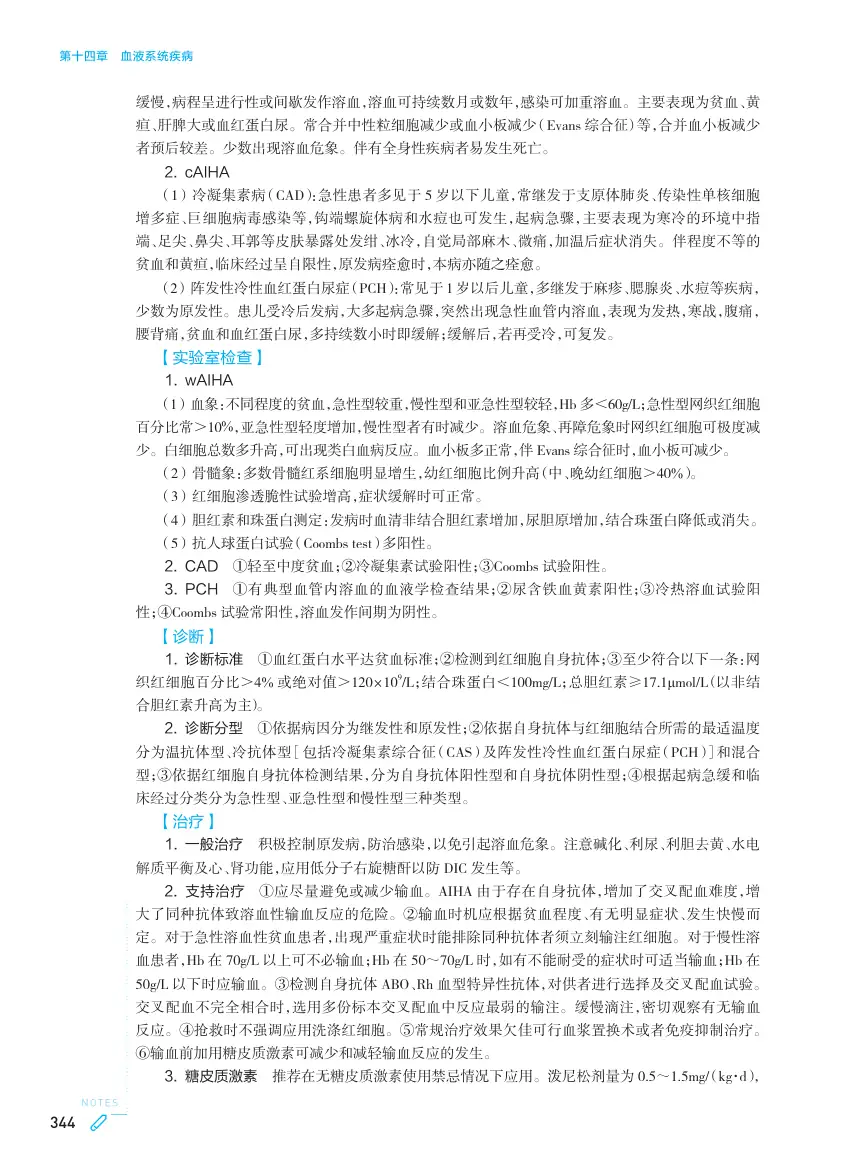 第十四章 血液系统疾病
缓慢,病程呈进行性或间歇发作溶血,溶血可持续数月或数年,感染可加重溶血。主要表现为贫血、黄
疸、肝脾大或血红蛋白尿。常合并中性粒细胞减少或血小板减少(Evans 综合征)等,合并血小板减少
者预后较差。少数出现溶血危象。伴有全身性疾病者易发生死亡。
2. cAIHA
(1)冷凝集素病(CAD):急性患者多见于 5 岁以下儿童,常继发于支原体肺炎、传染性单核细胞
增多症、巨细胞病毒感染等,钩端螺旋体病和水痘也可发生,起病急骤,主要表现为寒冷的环境中指
端、足尖、鼻尖、耳郭等皮肤暴露处发绀、冰冷,自觉局部麻木、微痛,加温后症状消失。伴程度不等的
贫血和黄疸,临床经过呈自限性,原发病痊愈时,本病亦随之痊愈。
(2)阵发性冷性血红蛋白尿症(PCH):常见于 1 岁以后儿童,多继发于麻疹、腮腺炎、水痘等疾病,
少数为原发性。患儿受冷后发病,大多起病急骤,突然出现急性血管内溶血,表现为发热,寒战,腹痛,
腰背痛,贫血和血红蛋白尿,多持续数小时即缓解;缓解后,若再受冷,可复发。
【实验室检查】
1. wAIHA
(1)血象:不同程度的贫血,急性型较重,慢性型和亚急性型较轻,Hb 多<60g/L;急性型网织红细胞
百分比常>10%,亚急性型轻度增加,慢性型者有时减少。溶血危象、再障危象时网织红细胞可极度减
少。白细胞总数多升高,可出现类白血病反应。血小板多正常,伴 Evans 综合征时,血小板可减少。
(2)骨髓象:多数骨髓红系细胞明显增生,幼红细胞比例升高(中、晚幼红细胞>40%)。
(3)红细胞渗透脆性试验增高,症状缓解时可正常。
(4)胆红素和珠蛋白测定:发病时血清非结合胆红素增加,尿胆原增加,结合珠蛋白降低或消失。
(5)抗人球蛋白试验(Coombs test)多阳性。
2. CAD ①轻至中度贫血;②冷凝集素试验阳性;③Coombs 试验阳性。
3. PCH ①有典型血管内溶血的血液学检查结果;②尿含铁血黄素阳性;③冷热溶血试验阳
性;④Coombs 试验常阳性,溶血发作间期为阴性。
【诊断】
1. 诊断标准 ①血红蛋白水平达贫血标准;②检测到红细胞自身抗体;③至少符合以下一条:网
织红细胞百分比>4% 或绝对值>120×10⁹/L;结合珠蛋白<100mg/L;总胆红素≥17.1μmol/L(以非结
合胆红素升高为主)。
2. 诊断分型 ①依据病因分为继发性和原发性;②依据自身抗体与红细胞结合所需的最适温度
分为温抗体型、冷抗体型[包括冷凝集素综合征(CAS)及阵发性冷性血红蛋白尿症(PCH)]和混合
型;③依据红细胞自身抗体检测结果,分为自身抗体阳性型和自身抗体阴性型;④根据起病急缓和临
床经过分类分为急性型、亚急性型和慢性型三种类型。
【治疗】
1. 一般治疗 积极控制原发病,防治感染,以免引起溶血危象。注意碱化、利尿、利胆去黄、水电
解质平衡及心、肾功能,应用低分子右旋糖酐以防 DIC 发生等。
2. 支持治疗 ①应尽量避免或减少输血。AIHA 由于存在自身抗体,增加了交叉配血难度,增
大了同种抗体致溶血性输血反应的危险。②输血时机应根据贫血程度、有无明显症状、发生快慢而
定。对于急性溶血性贫血患者,出现严重症状时能排除同种抗体者须立刻输注红细胞。对于慢性溶
血患者,Hb 在 70g/L 以上可不必输血;Hb 在 50~70g/L 时,如有不能耐受的症状时可适当输血;Hb 在
50g/L 以下时应输血。③检测自身抗体 ABO、Rh 血型特异性抗体,对供者进行选择及交叉配血试验。
交叉配血不完全相合时,选用多份标本交叉配血中反应最弱的输注。缓慢滴注,密切观察有无输血
反应。④抢救时不强调应用洗涤红细胞。⑤常规治疗效果欠佳可行血浆置换术或者免疫抑制治疗。
⑥输血前加用糖皮质激素可减少和减轻输血反应的发生。
3. 糖皮质激素 推荐在无糖皮质激素使用禁忌情况下应用。泼尼松剂量为 0.5~1.5mg/(kg·d),
NOTES
344